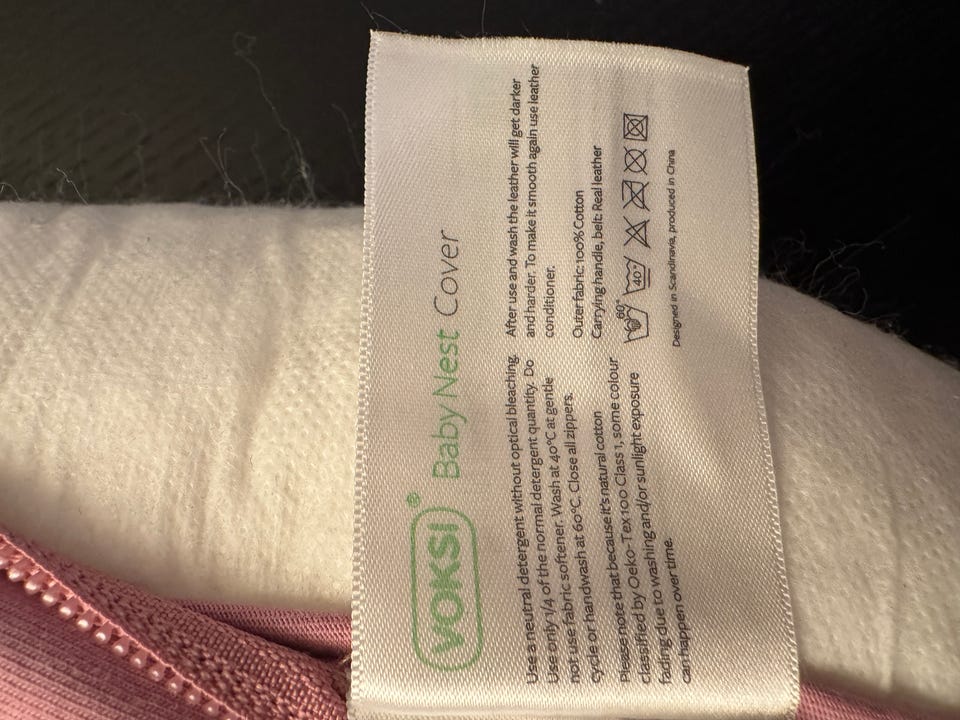 VOKSI® Baby Nest Cover
Use a neutral detergent without optical bleaching.
Use only 1/4 of the normal detergent quantity. Do
not use fabric softener. Wash at 40°C at gentle
cycle or handwash at 60°C. Close all zippers.
Please note that because it's natural cotton
classified by Oeko-Tex 100 Class 1, some colour
fading due to washing and/or sunlight exposure
can happen over time.
After use and wash the leather will get darker
and harder. To make it smooth again use leather
conditioner.
Outer fabric: 100% Cotton
Carrying handle, belt: Real leather
60° 40°
Designed in Scandinavia, produced in China